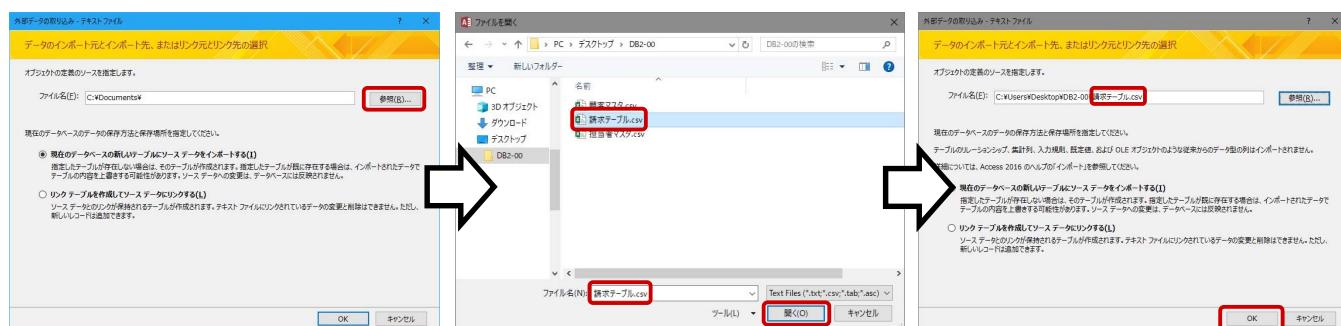 外部データの取り込み - テキスト ファイル
データのインポート元とインポート先、またはリンク元とリンク先の選択
オブジェクトの定義のソースを指定します。
ファイル名(F): C:¥Documents¥
参照(R)...
現在のデータベースのデータの保存方法と保存場所を指定してください。
現在のデータベースの新しいテーブルにソース データをインポートする(I)
指定したテーブルが存在しない場合は、そのテーブルが作成されます。指定したテーブルが既に存在する場合は、インポートされたデータで
テーブルの内容を上書きする可能性があります。ソース データへの変更は、データベースには反映されません。
リンク テーブルを作成してソース データにリンクする(L)
ソース データとのリンクが保持されるテーブルが作成されます。テキスト ファイルにリンクされているデータの変更と削除はできません。ただし、
新しいレコードは追加できます。
OK
キャンセル
ファイルを開く
PC › デスクトップ › DB2-00
DB2-00の検索
整理
新しいフォルダー
名前
PC
3D オブジェクト
ダウンロード
デスクトップ
DB2-00
顧客マスタ.csv
請求テーブル.csv
担当者マスタ.csv
ファイル名(N): 請求テーブル.csv
Text Files (*.txt;*.csv;*.tab;*.asc)
ツール(L)
開く(O)
キャンセル
外部データの取り込み - テキスト ファイル
データのインポート元とインポート先、またはリンク元とリンク先の選択
オブジェクトの定義のソースを指定します。
ファイル名(F): C:¥Users¥Desktop¥DB2-00¥請求テーブル.csv
参照(R)...
現在のデータベースのデータの保存方法と保存場所を指定してください。
テーブルのリレーションシップ、集計列、入力規則、既定値、および OLE オブジェクトのような従来からのデータ型の列はインポートされません。
詳細については、Access 2016 のヘルプの「インポート」を参照してください。
現在のデータベースの新しいテーブルにソース データをインポートする(I)
指定したテーブルが存在しない場合は、そのテーブルが作成されます。指定したテーブルが既に存在する場合は、インポートされたデータで
テーブルの内容を上書きする可能性があります。ソース データへの変更は、データベースには反映されません。
リンク テーブルを作成してソース データにリンクする(L)
ソース データとのリンクが保持されるテーブルが作成されます。テキスト ファイルにリンクされているデータの変更と削除はできません。ただし、
新しいレコードは追加できます。
OK
キャンセル